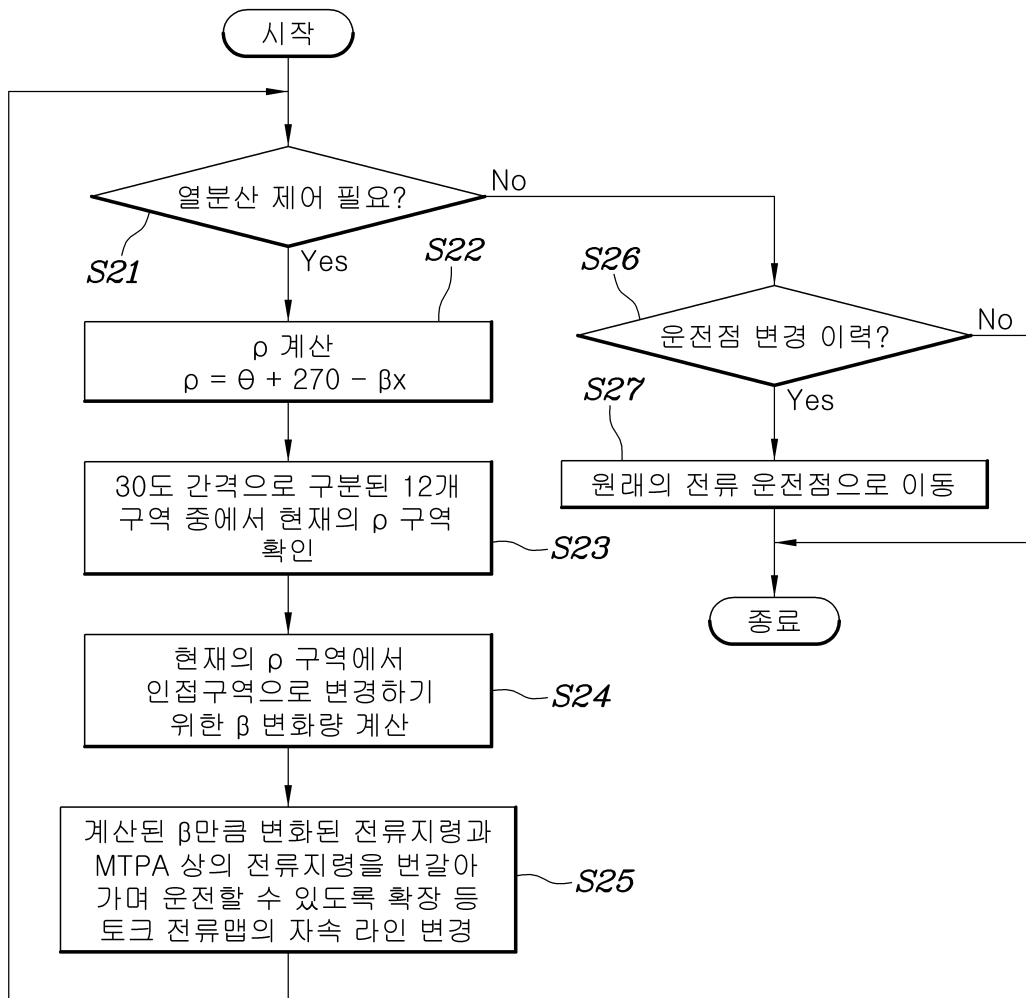 시작
열분산 제어 필요?
No
S21
Yes
S22
ρ 계산
ρ = Θ + 270 - βx
30도 간격으로 구분된 12개
구역 중에서 현재의 ρ 구역
확인
S23
현재의 ρ 구역에서
인접구역으로 변경하기
위한 β 변화량 계산
S24
계산된 β만큼 변화된 전류지령과
MTPA 상의 전류지령을 번갈아
가며 운전할 수 있도록 확장 등
토크 전류맵의 자속 라인 변경
S25
S26
운전점 변경 이력?
No
S27
Yes
원래의 전류 운전점으로 이동
종료